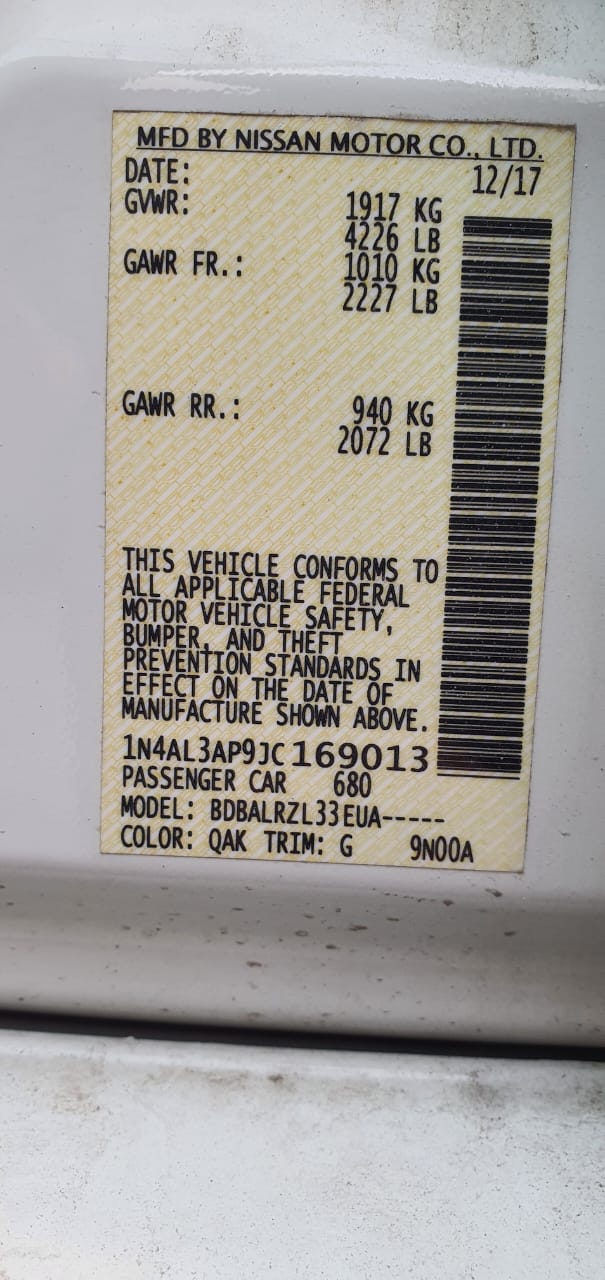 MFD BY NISSAN MOTOR CO., LTD.
DATE: 12/17
GVWR: 1917 KG
4226 LB
GAWR FR.: 1010 KG
2227 LB
GAWR RR.: 940 KG
2072 LB
THIS VEHICLE CONFORMS TO
ALL APPLICABLE FEDERAL
MOTOR VEHICLE SAFETY,
BUMPER, AND THEFT
PREVENTION STANDARDS IN
EFFECT ON THE DATE OF
MANUFACTURE SHOWN ABOVE.
1N4AL3AP9JC169013
PASSENGER CAR 680
MODEL: BDBALRZL33EUA-----
COLOR: QAK TRIM: G 9N00A